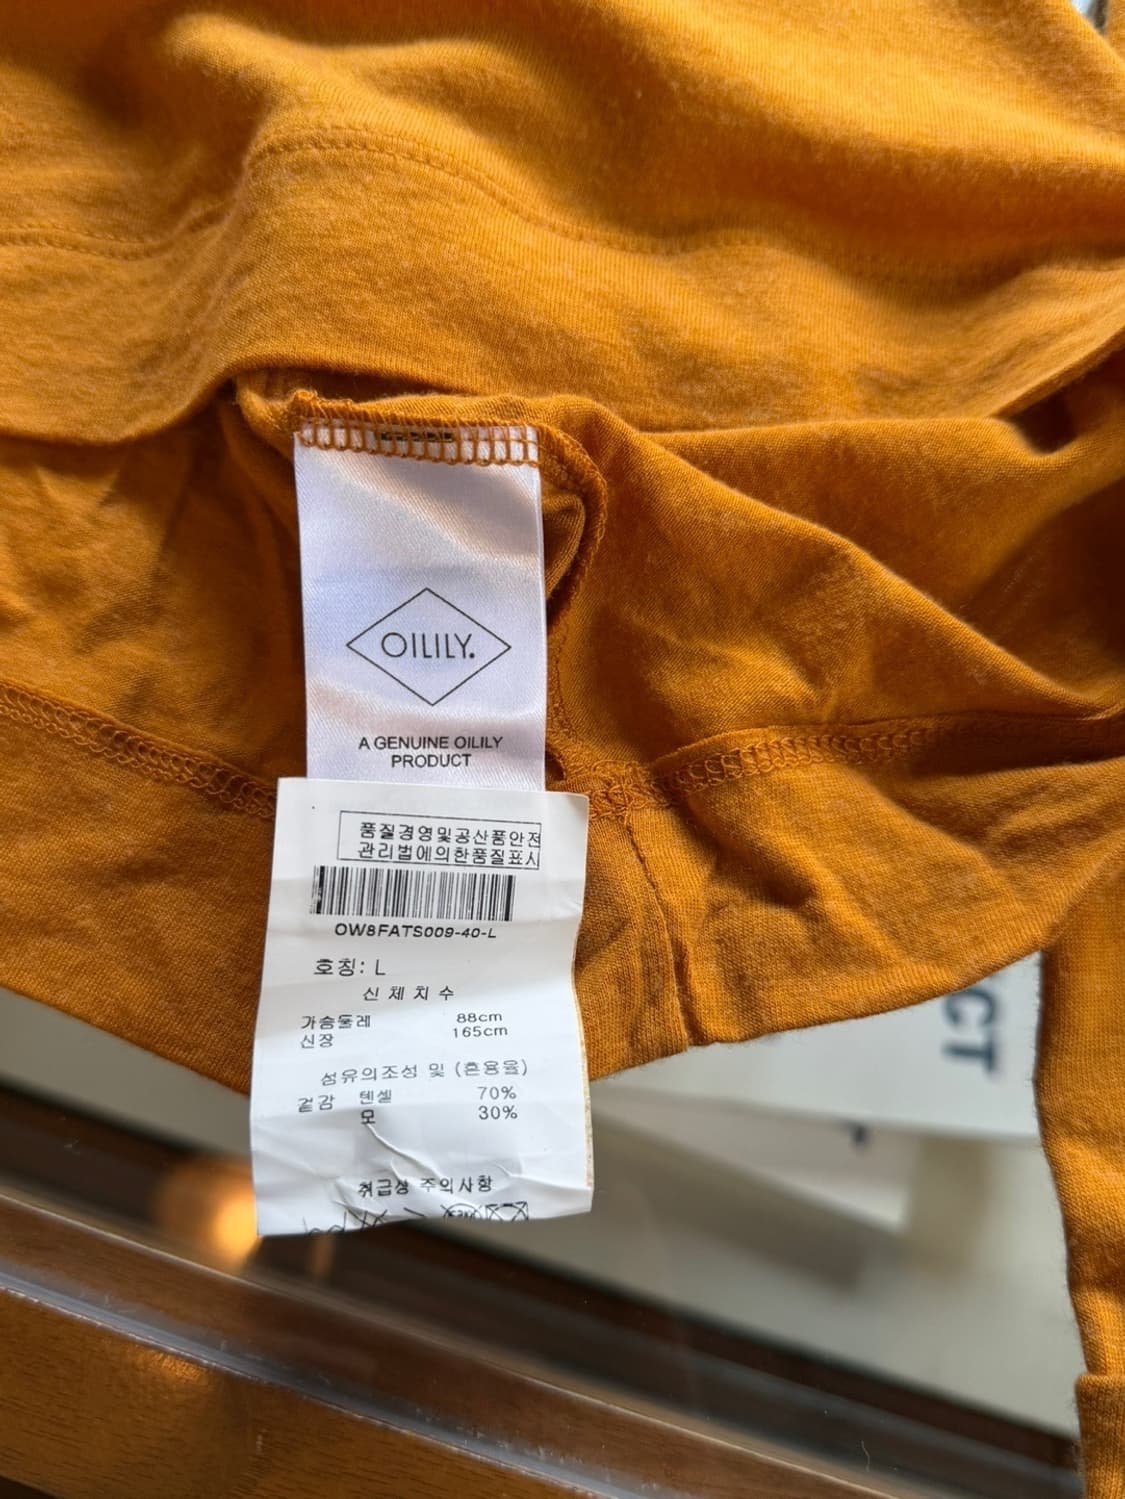 OILILY.
A GENUINE OILILY
PRODUCT
품질경영및공산품안전
관리법에의한품질표시
OW8FATS009-40-L
호칭: L
신체치수
가슴둘레 88cm
신장 165cm
섬유의조성 및 (혼용율)
겉감 텐셀 70%
모 30%
취급상 주의사항
CT